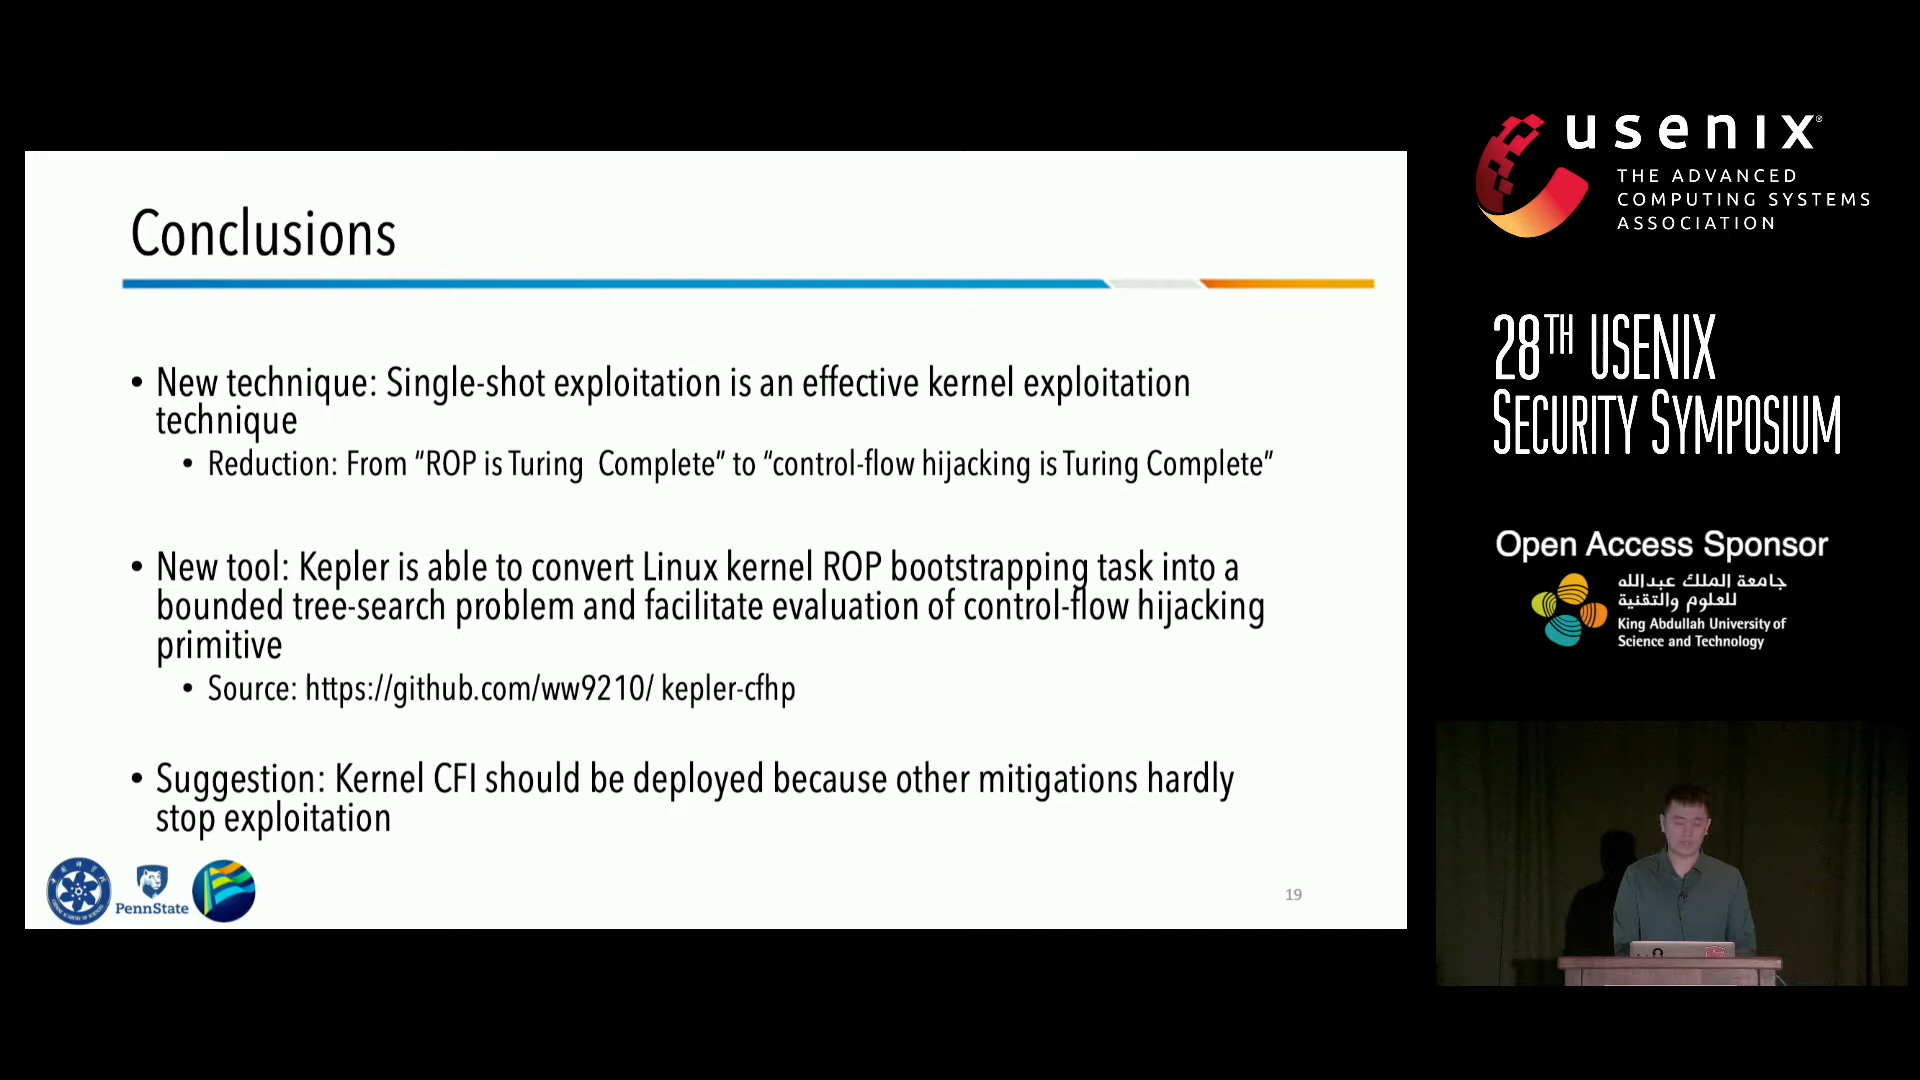 Conclusions
• New technique: Single-shot exploitation is an effective kernel exploitation
technique
• Reduction: From “ROP is Turing  Complete” to “control-flow hijacking is Turing Complete”
• New tool: Kepler is able to convert Linux kernel ROP bootstrapping task into a
bounded tree-search problem and facilitate evaluation of control-flow hijacking
primitive
• Source: https://github.com/ww9210/ kepler-cfhp
• Suggestion: Kernel CFI should be deployed because other mitigations hardly
stop exploitation
PennState
19
usenix®
THE ADVANCED
COMPUTING SYSTEMS
ASSOCIATION
28TH USENIX
SECURITY SYMPOSIUM
Open Access Sponsor
جامعة الملك عبدالله
للعلوم والتقنية
King Abdullah University of
Science and Technology